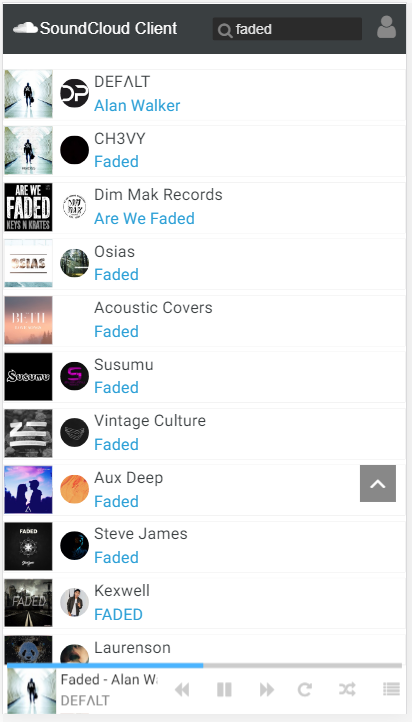 SoundCloud Client
faded
DEFΛLT
Alan Walker
CH3VY
Faded
Dim Mak Records
Are We Faded
ARE WE
FADED
KEYS N KRATES
Osias
Faded
OSIAS
Acoustic Covers
Faded
BETH
Susumu
Faded
Susumu
S
Vintage Culture
Faded
Aux Deep
Faded
Steve James
Faded
FADED
Kexwell
FADED
FADED
Laurenson
Faded - Alan Wa
DEFΛLT